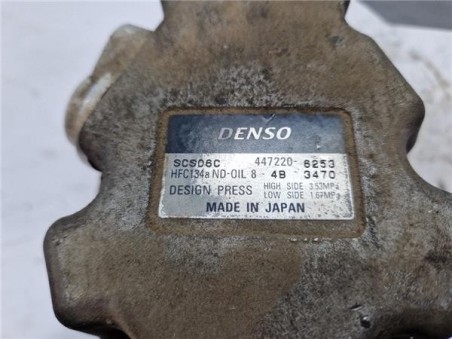 DENSO
SCS06C 447220-6253
HFC134a ND-OIL 8 - 4B 3470
DESIGN PRESS HIGH SIDE 3.53MPa
LOW SIDE 1.67MPa
MADE IN JAPAN